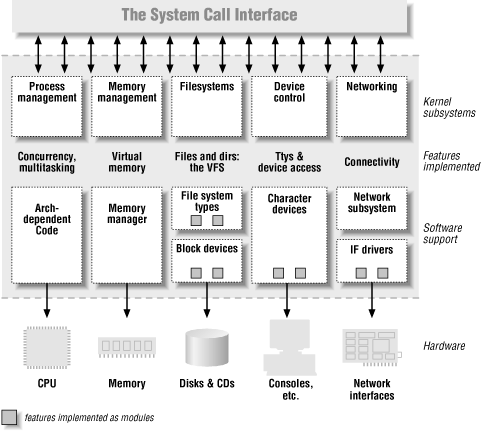 The System Call Interface
Process
management
Memory
management
Filesystems
Device
control
Networking
Kernel
subsystems
Concurrency,
multitasking
Virtual
memory
Files and dirs:
the VFS
Ttys &
device access
Connectivity
Features
implemented
Arch-
dependent
Code
Memory
manager
File system
types
Block devices
Character
devices
Network
subsystem
IF drivers
Software
support
Hardware
CPU
Memory
Disks & CDs
Consoles,
etc.
Network
interfaces
features implemented as modules